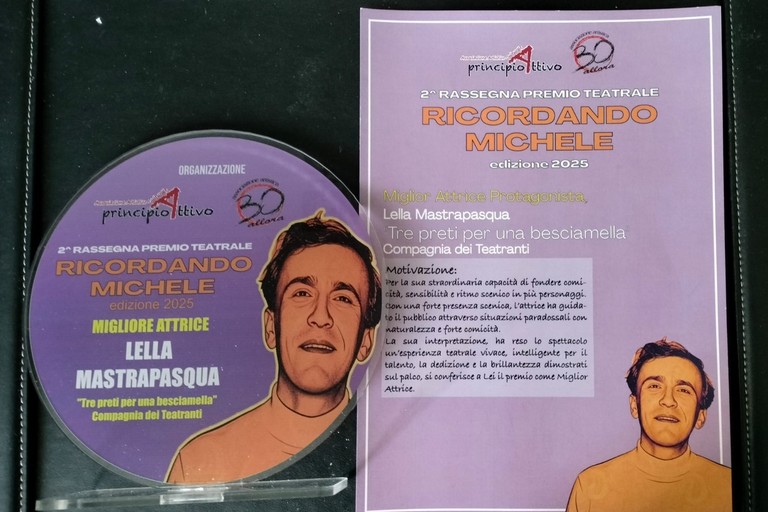 ORGANIZZAZIONE
principioAttivo
30
allora
2^ RASSEGNA PREMIO TEATRALE
RICORDANDO
MICHELE
edizione 2025
MIGLIORE ATTRICE
LELLA
MASTRAPASQUA
"Tre preti per una besciamella"
Compagnia dei Teatranti
principioAttivo
allora
2^ RASSEGNA PREMIO TEATRALE
RICORDANDO
MICHELE
edizione 2025
Miglior Attrice Protagonista,
Lella Mastrapasqua
Tre preti per una besciamella
Compagnia dei Teatranti
Motivazione:
Per la sua straordinaria capacità di fondere comi-
cità, sensibilità e ritmo scenico in più personaggi.
Con una forte presenza scenica, l'attrice ha guida-
to il pubblico attraverso situazioni paradossali con
naturalezza e forte comicità.
La sua interpretazione, ha reso lo spettacolo
un'esperienza teatrale vivace, intelligente per il
talento, la dedizione e la brillantezza dimostrati
sul palco, si conferisce a Lei il premio come Miglior
Attrice.